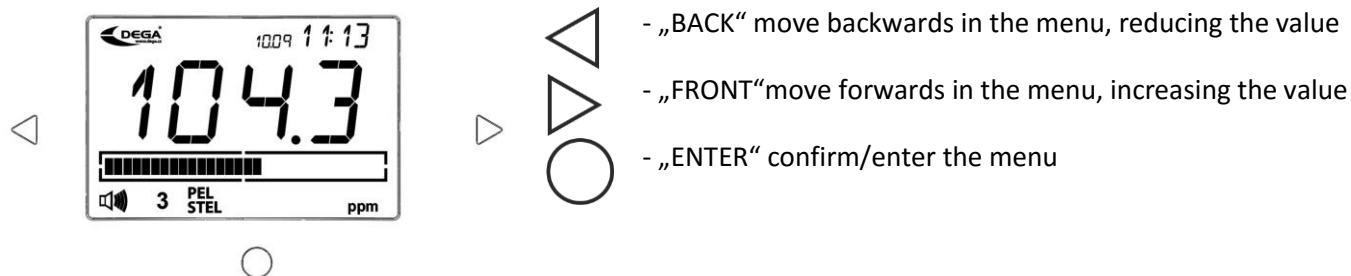 DEGA
10.09 11:13
104.3
3 PEL
STEL
ppm
- „BACK“ move backwards in the menu, reducing the value
- „FRONT“move forwards in the menu, increasing the value
- „ENTER“ confirm/enter the menu